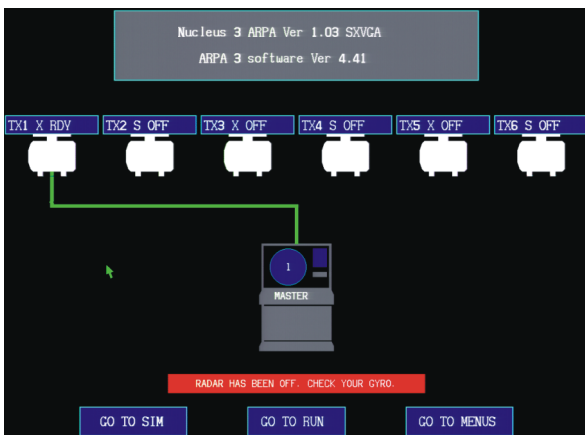 Nucleus 3 ARPA Ver 1.03 SXVGA
ARPA 3 software Ver 4.41
TX1 X RDY
TX2 S OFF
TX3 X OFF
TX4 S OFF
TX5 X OFF
TX6 S OFF
1
MASTER
RADAR HAS BEEN OFF. CHECK YOUR GYRO.
GO TO SIM
GO TO RUN
GO TO MENUS